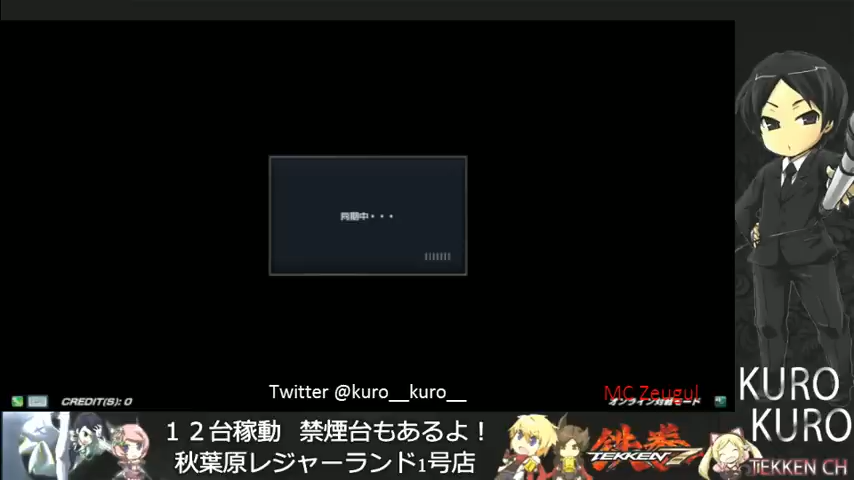 同期中・・・
Twitter @kuro__kuro__
MC Zeugul
CREDIT(S): 0
オンライン対戦モード
KURO
KURO
TEKKEN CH
１２台稼動　禁煙台もあるよ！
秋葉原レジャーランド1号店
鉄拳
TEKKEN 7